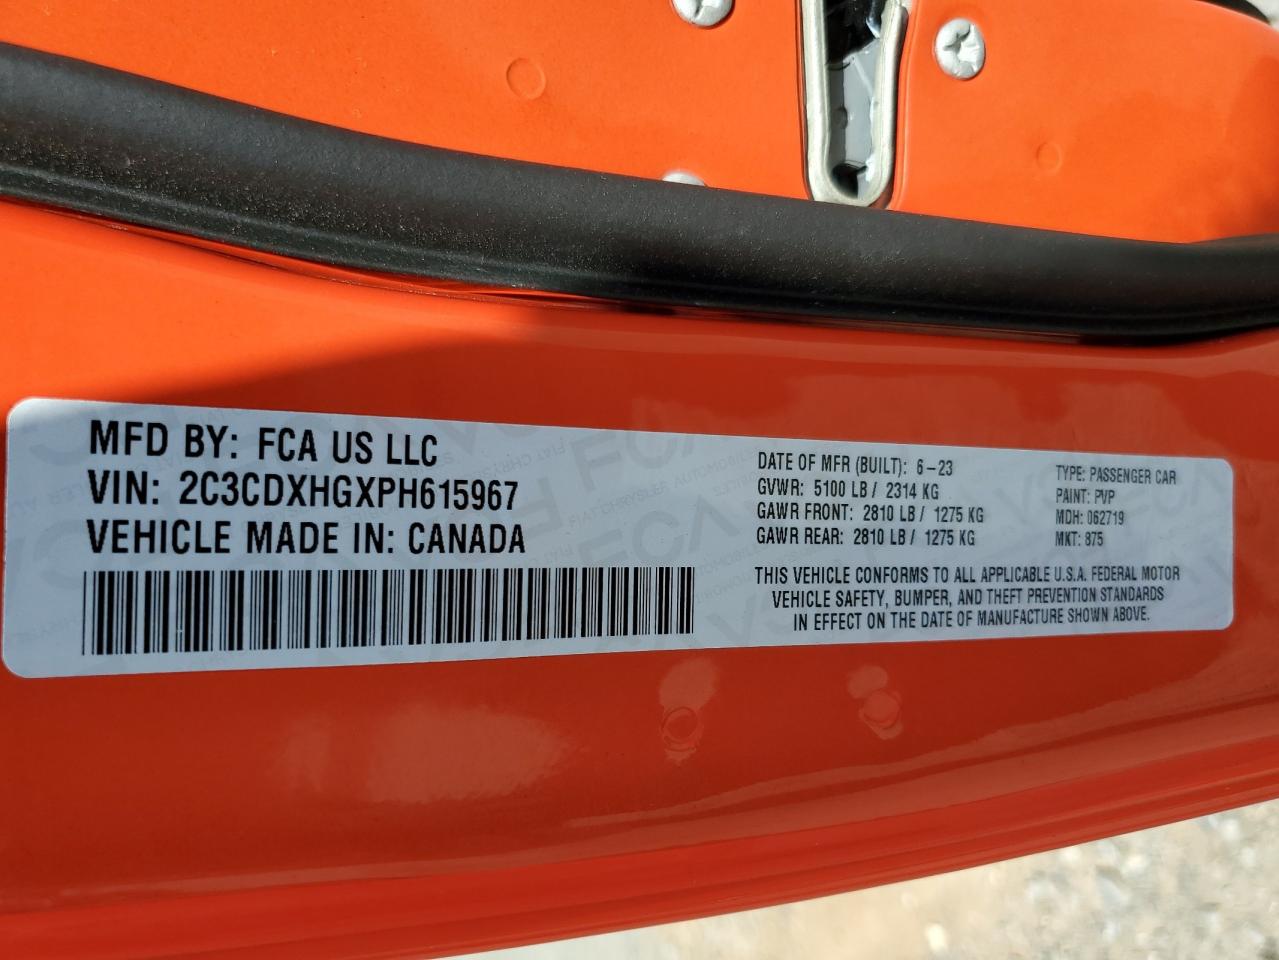 MFD BY: FCA US LLC
VIN: 2C3CDXHGXPH615967
VEHICLE MADE IN: CANADA
DATE OF MFR (BUILT): 6-23
GVWR: 5100 LB / 2314 KG
GAWR FRONT: 2810 LB / 1275 KG
GAWR REAR: 2810 LB / 1275 KG
TYPE: PASSENGER CAR
PAINT: PVP
MDH: 062719
MKT: 875
THIS VEHICLE CONFORMS TO ALL APPLICABLE U.S.A. FEDERAL MOTOR
VEHICLE SAFETY, BUMPER, AND THEFT PREVENTION STANDARDS
IN EFFECT ON THE DATE OF MANUFACTURE SHOWN ABOVE.